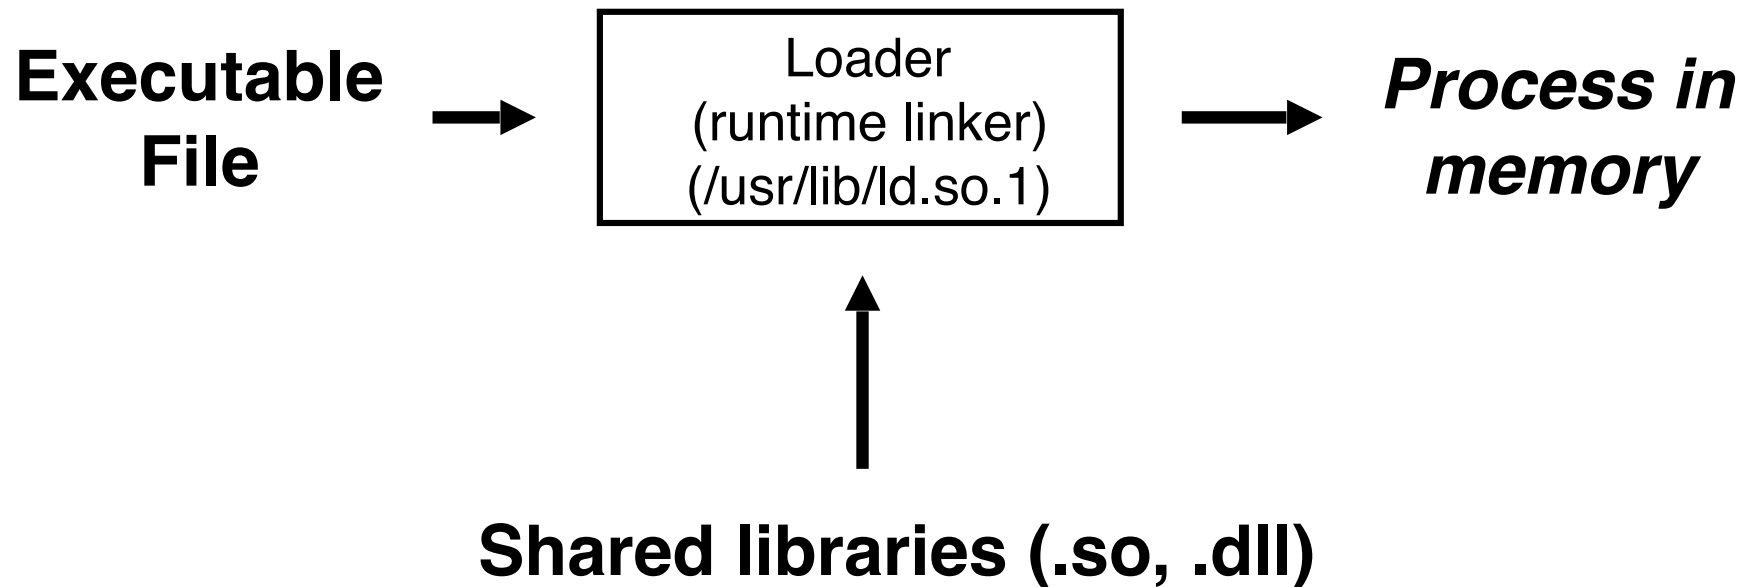 Executable
File
Loader
(runtime linker)
(/usr/lib/ld.so.1)
Process in
memory
Shared libraries (.so, .dll)